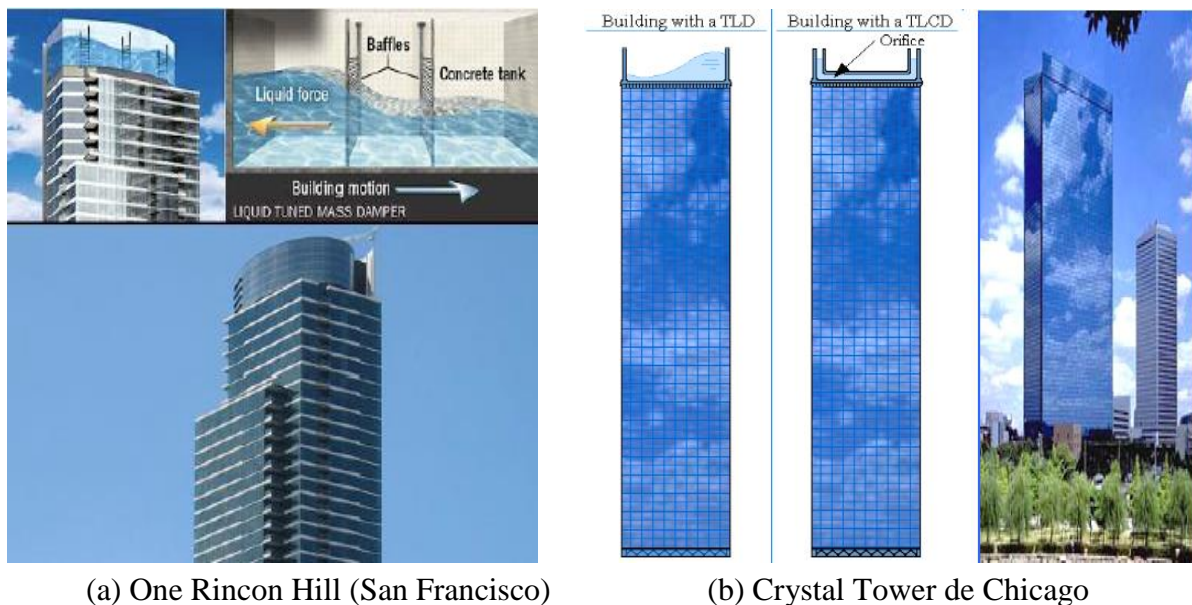 Baffles
Concrete tank
Liquid force
Building motion
LIQUID TUNED MASS DAMPER
Building with a TLD
Building with a TLCD
Orifice
(a) One Rincon Hill (San Francisco)
(b) Crystal Tower de Chicago